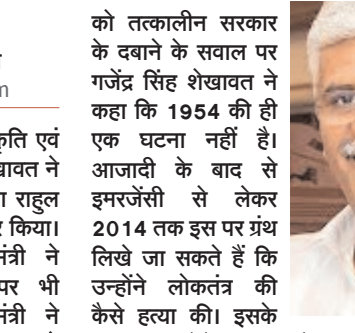 m
कृति एवं
खावत ने
राहुल
किया।
मंत्री ने
पर भी
मंत्री ने
को तत्कालीन सरकार
के दबाने के सवाल पर
गजेंद्र सिंह शेखावत ने
कहा कि 1954 की ही
एक घटना नहीं है।
आजादी के बाद से
इमरजेंसी से लेकर
2014 तक इस पर ग्रंथ
लिखे जा सकते हैं कि
उन्होंने लोकतंत्र की
कैसे हत्या की। इसके